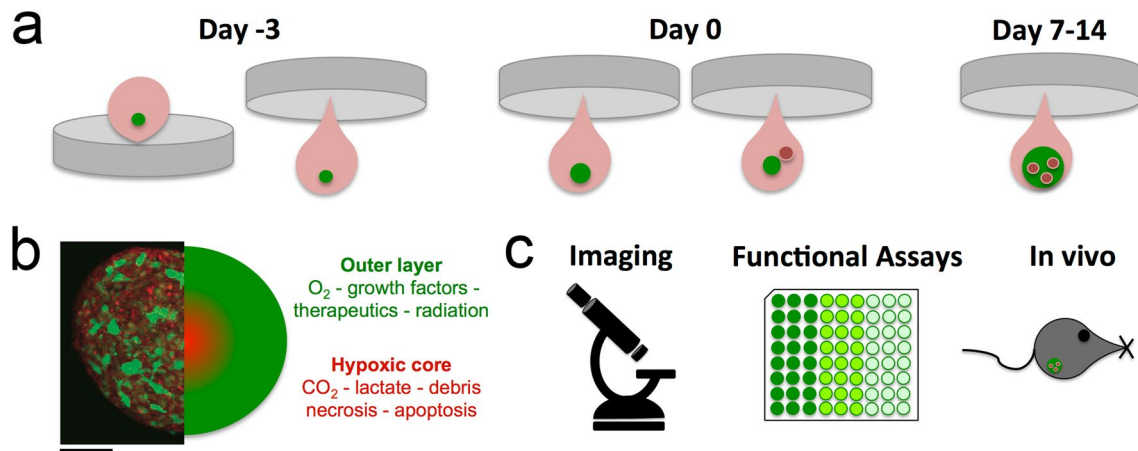 a
Day -3
Day 0
Day 7-14
b
Outer layer
O₂ - growth factors -
therapeutics - radiation
Hypoxic core
CO₂ - lactate - debris
necrosis - apoptosis
c
Imaging
Functional Assays
In vivo